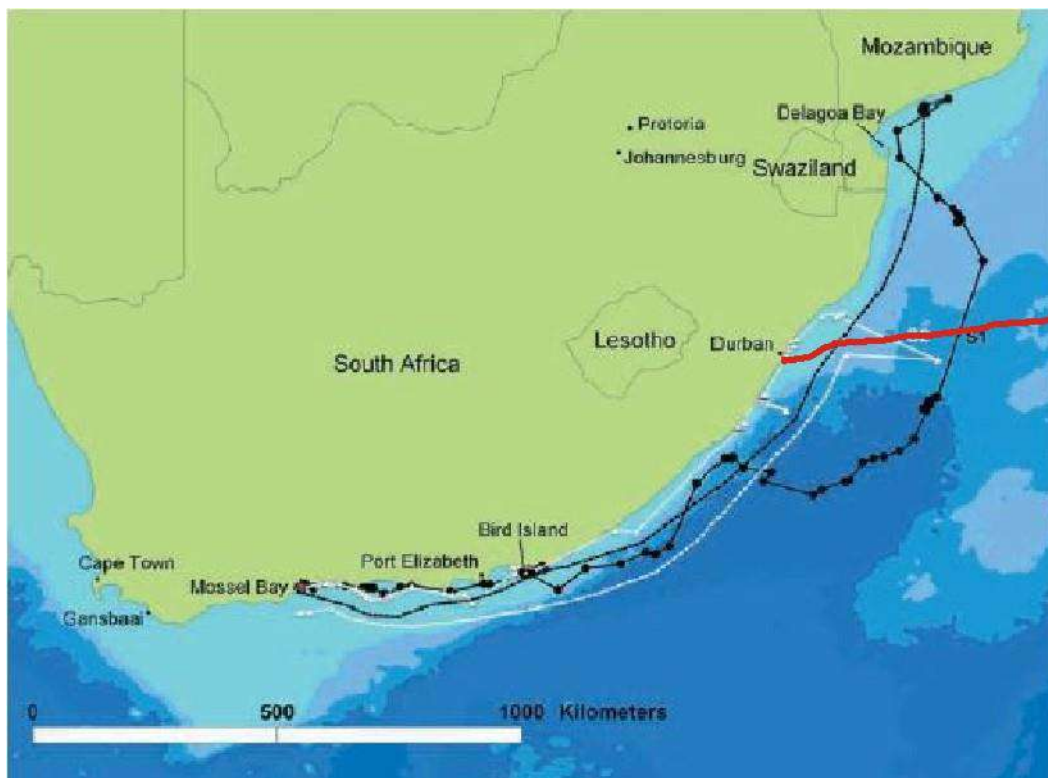 Mozambique
Delagoa Bay
Pretoria
Johannesburg
Swaziland
Lesotho
Durban
S1
South Africa
Bird Island
Port Elizabeth
Cape Town
Mossel Bay
Gansbaai
0 500 1000 Kilometers